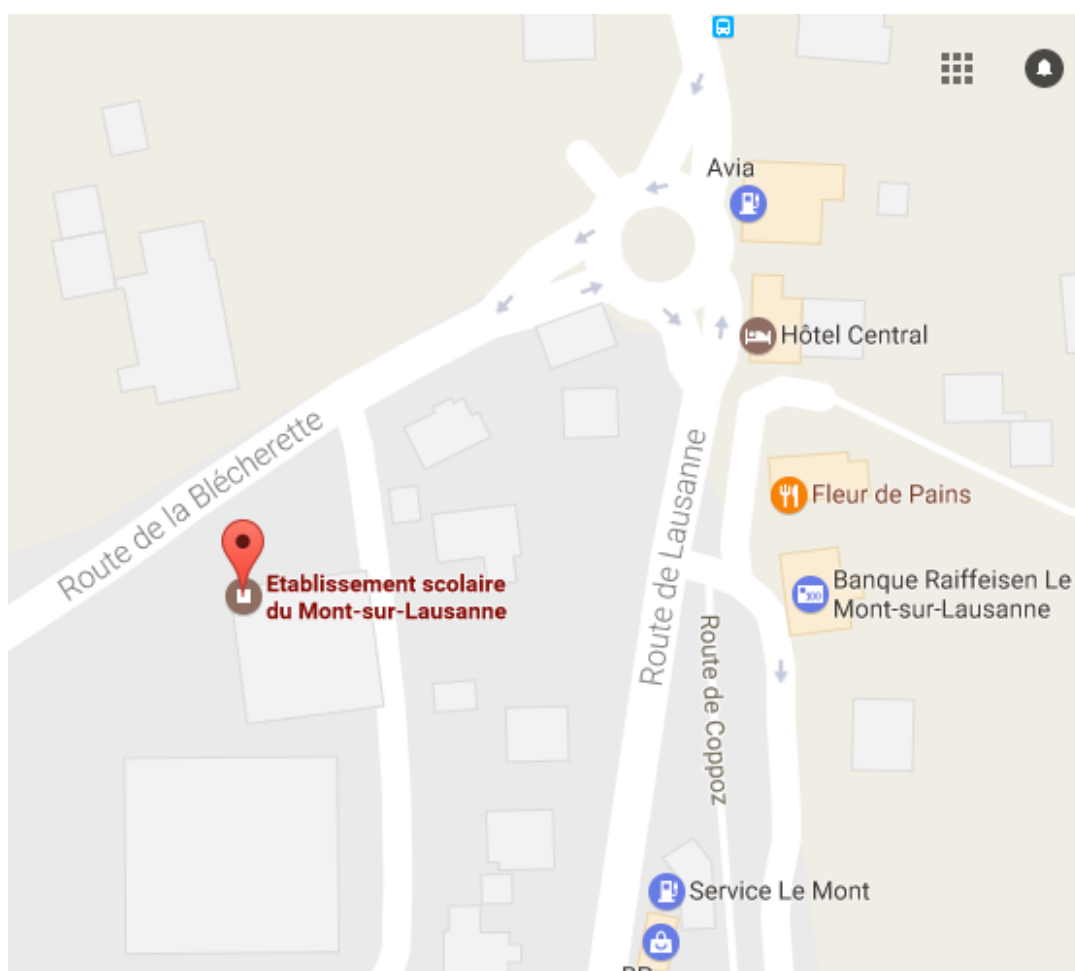 Avia
Hôtel Central
Route de la Blécherette
Route de Lausanne
Fleur de Pains
Etablissement scolaire
du Mont-sur-Lausanne
Banque Raiffeisen Le
Mont-sur-Lausanne
100
Route de Coppoz
Service Le Mont